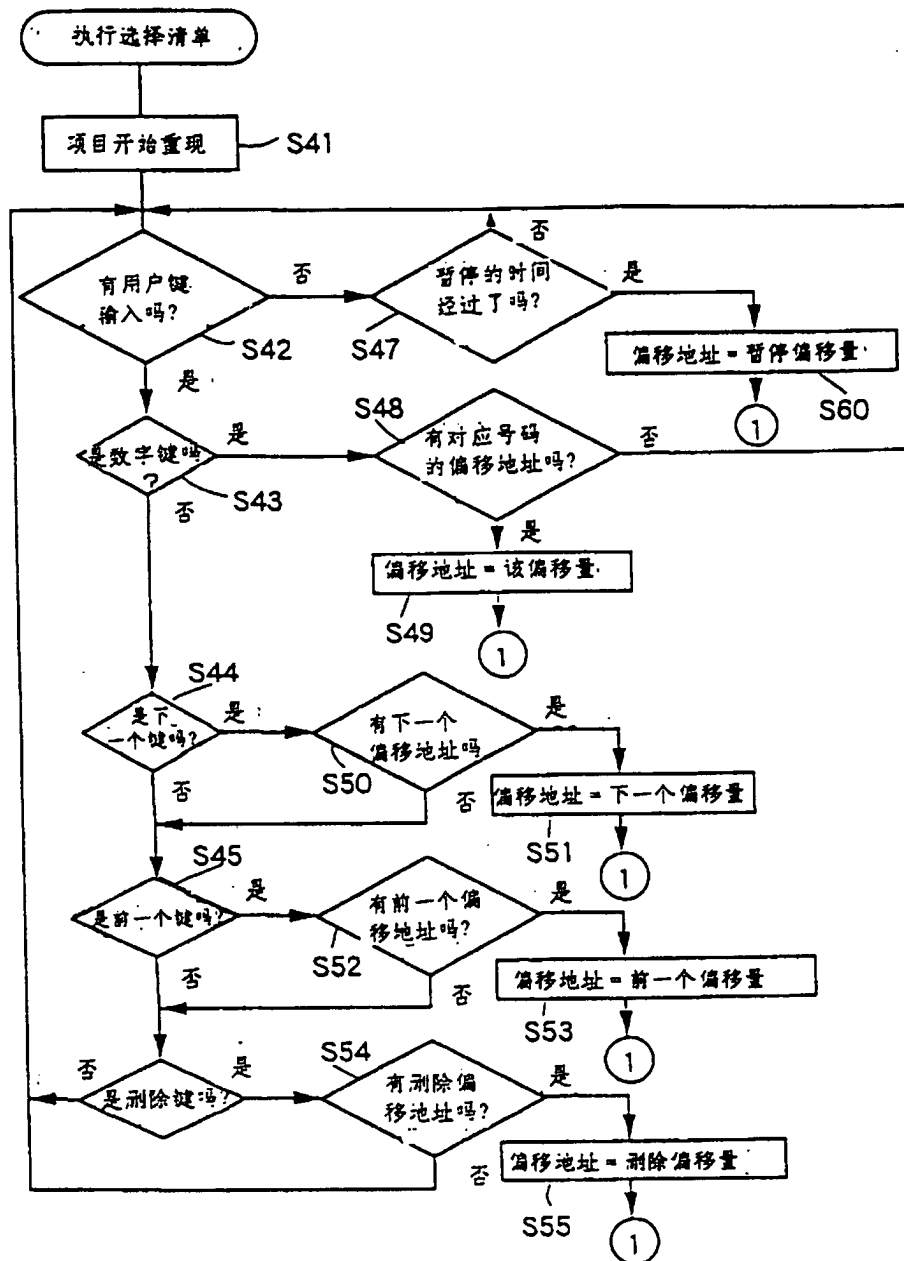 执行选择清单
项目开始重现
S41
有用户键
输入吗?
否
S42
暂停的时间
经过了吗?
否
是
S47
偏移地址=暂停偏移量
S60
1
是
是数字键吗
?
是
S43
否
S48
有对应号码
的偏移地址吗?
否
是
偏移地址=该偏移量
S49
1
S44
是下
一个键吗?
是
否
有下一个
偏移地址吗
S50
是
否
偏移地址=下一个偏移量
S51
1
S45
是前一个键吗?
是
否
有前一个偏
移地址吗?
S52
是
否
偏移地址=前一个偏移量
S53
1
否
是删除键吗?
是
S54
有删除偏
移地址吗?
是
否
偏移地址=删除偏移量
S55
1